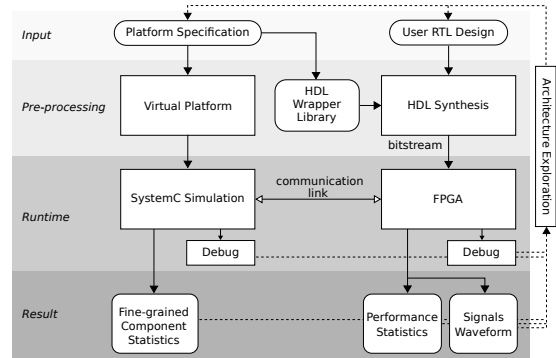 Input
Platform Specification
User RTL Design
Pre-processing
Virtual Platform
HDL
Wrapper
Library
HDL Synthesis
bitstream
Architecture Exploration
Runtime
SystemC Simulation
communication
link
FPGA
Debug
Debug
Result
Fine-grained
Component
Statistics
Performance
Statistics
Signals
Waveform